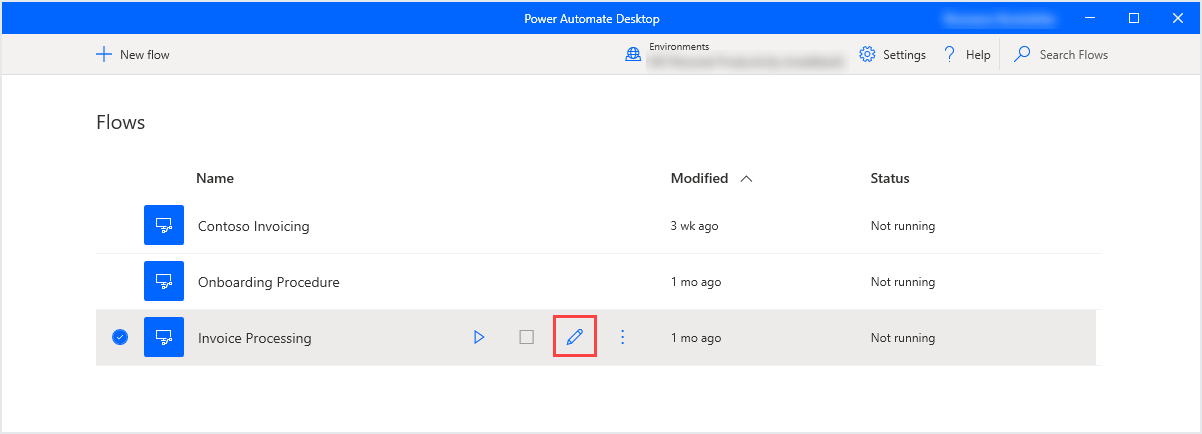 Power Automate Desktop
New flow
Environments
Settings
Help
Search Flows
Flows
Name Modified Status
Contoso Invoicing 3 wk ago Not running
Onboarding Procedure 1 mo ago Not running
Invoice Processing 1 mo ago Not running